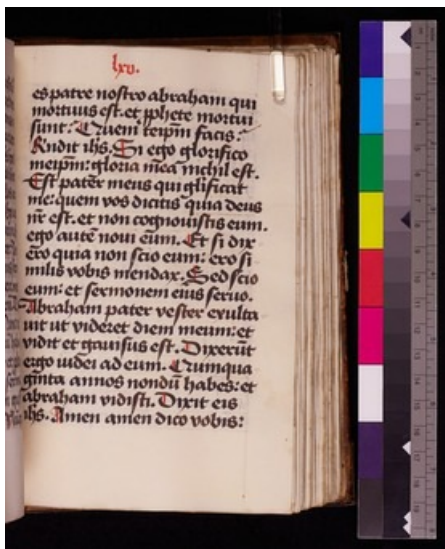 lxv.
es patre nostro abraham qui
mortuus est. et pphete mortui
sunt: Quem teipm facis:
Rndit ihs. Si ego glorifico
meipm: gloria mea nichil est.
Est pater meus qui glificat
me: quem vos dicitis quia deus
nr est. et non cognouistis eum.
ego autē noui eum. Et si dix
ero quia non scio eum: ero si
milis vobis mendax. Sed scio
eum: et sermonem eius seruo.
Abraham pater vester exulta
uit ut videret diem meum: et
vidit et gauisus est. Dixerūt
ergo iudei ad eum. Quinqua
ginta annos nondū habes: et
abraham vidisti. Dixit eis
ihs. Amen amen dico vobis: